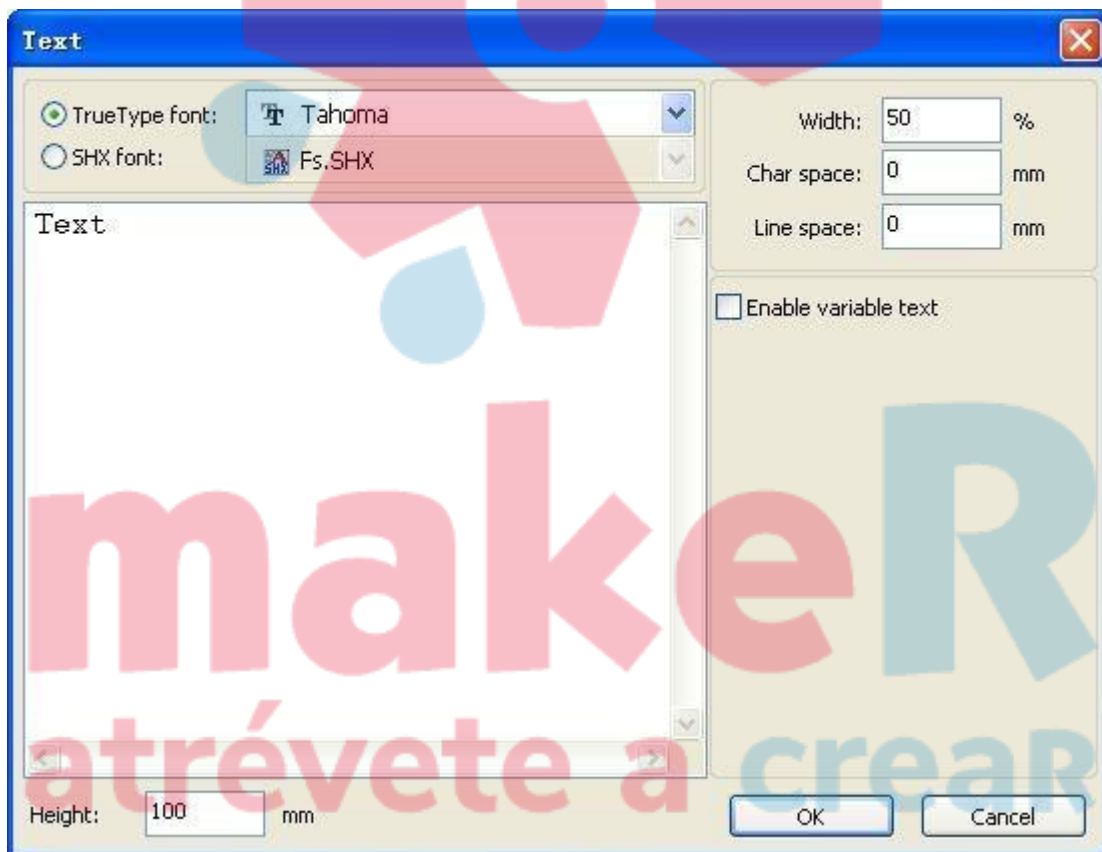 Text
TrueType font: Tahoma
SHX font: Fs.SHX
Width: 50 %
Char space: 0 mm
Line space: 0 mm
Text
Enable variable text
makeR
atrévete a creaR
Height: 100 mm
OK Cancel